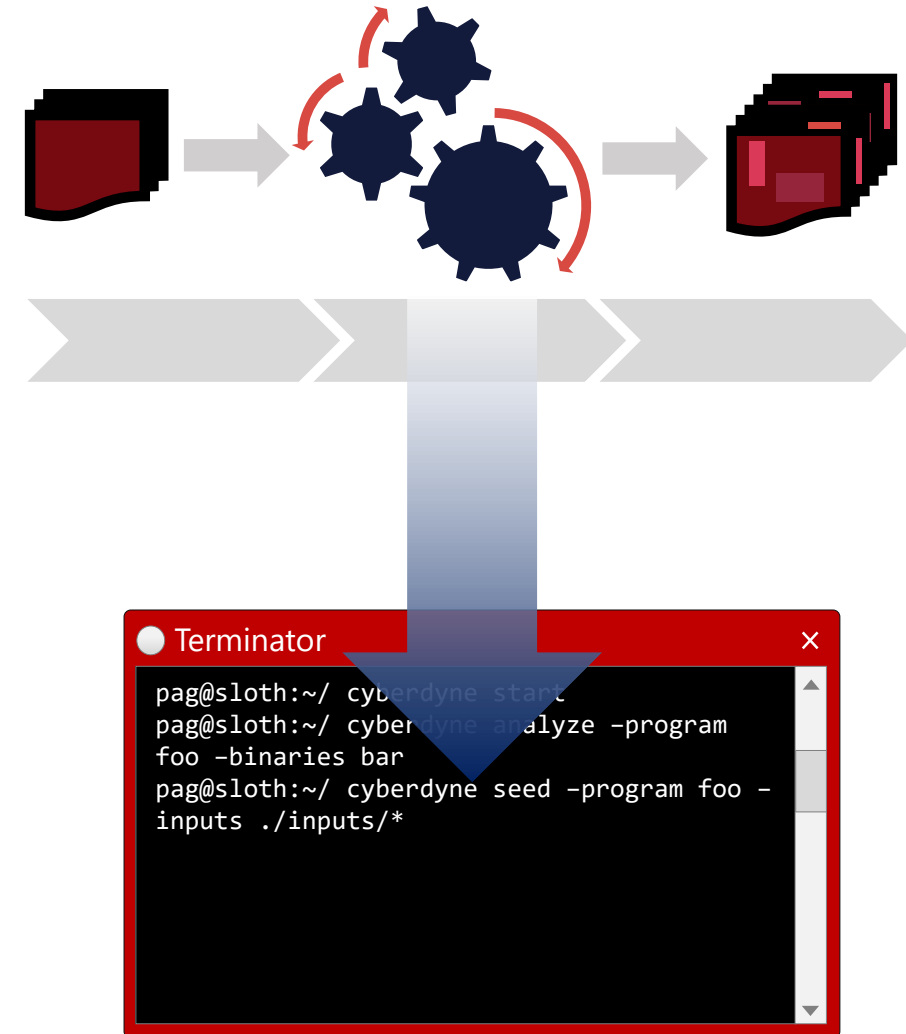 Terminator
pag@sloth:~/ cyberdyne start
pag@sloth:~/ cyberdyne analyze –program
foo –binaries bar
pag@sloth:~/ cyberdyne seed –program foo –
inputs ./inputs/*